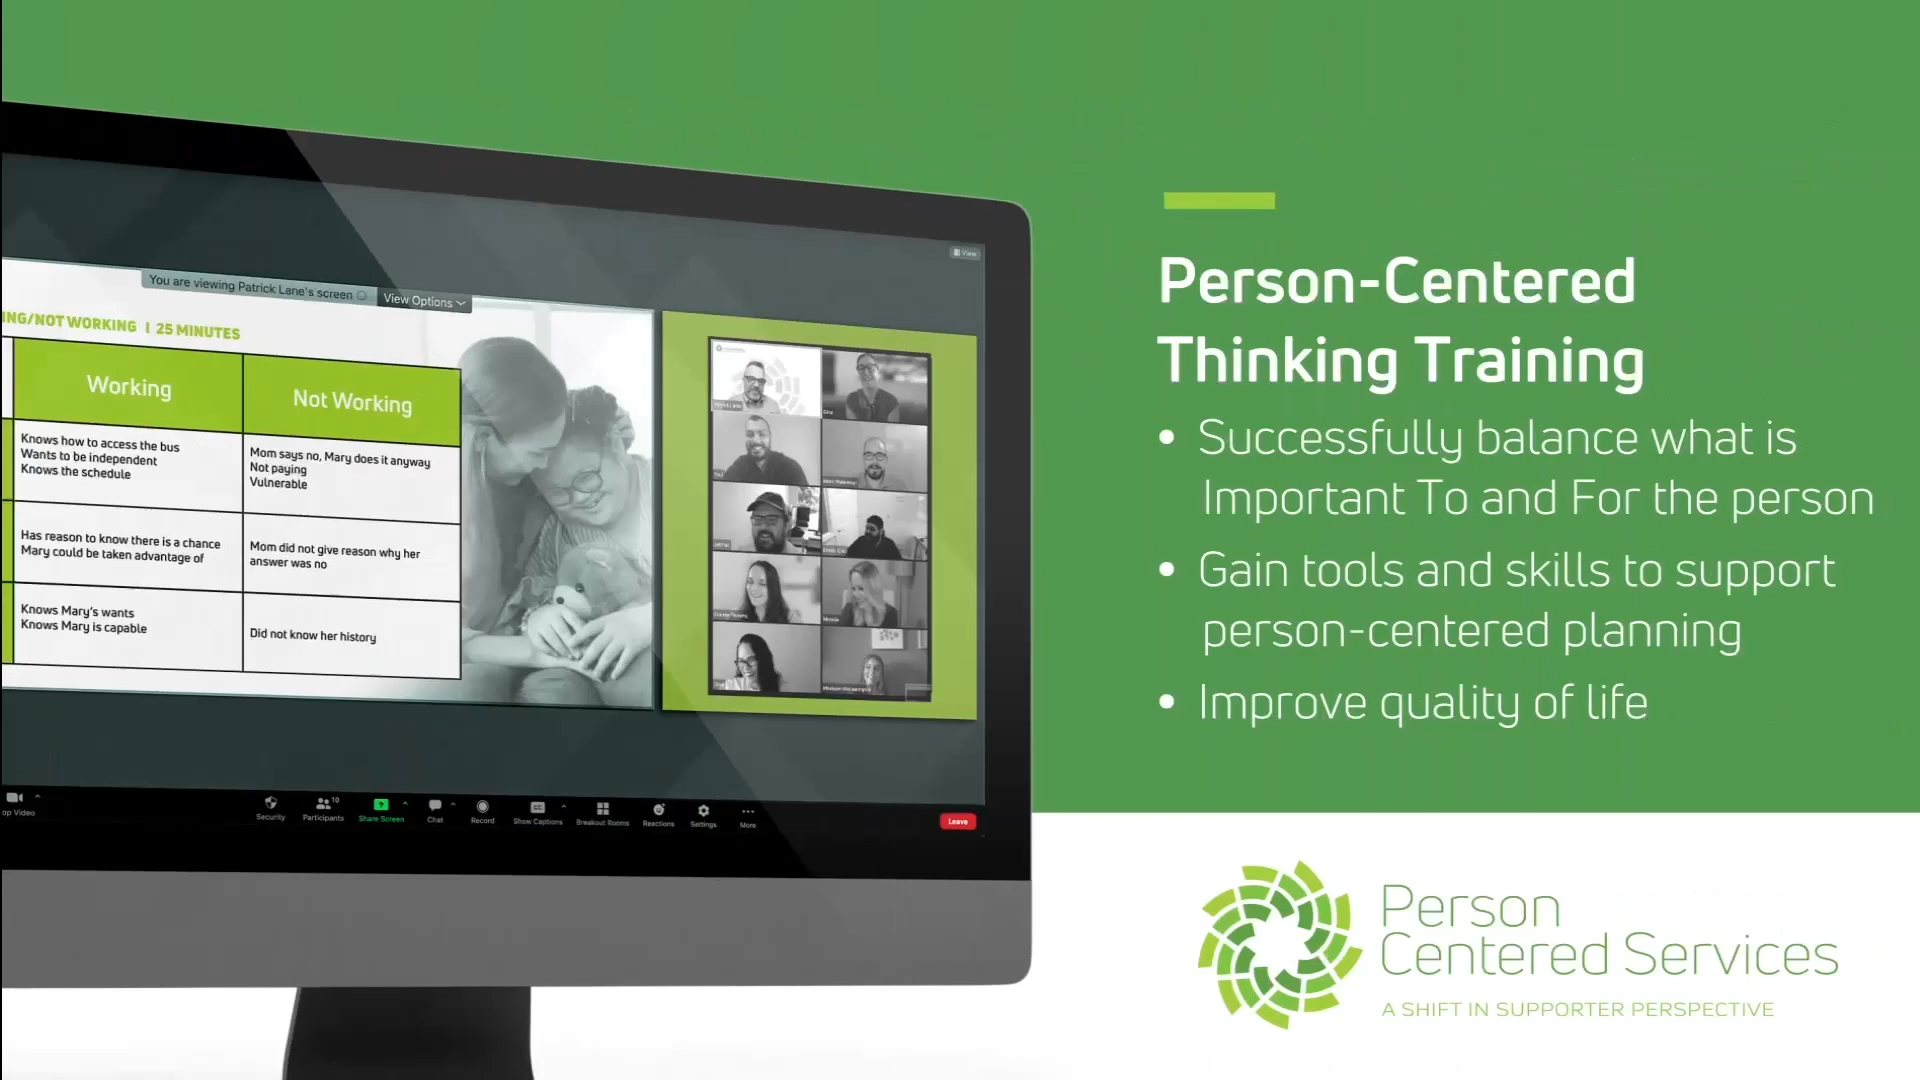 Person-Centered
Thinking Training
• Successfully balance what is
Important To and For the person
• Gain tools and skills to support
person-centered planning
• Improve quality of life
View
You are viewing Patrick Lane's screen
View Options
ING/NOT WORKING | 25 MINUTES
Working
Not Working
Knows how to access the bus
Wants to be independent
Knows the schedule
Mom says no, Mary does it anyway
Not paying
Vulnerable
Has reason to know there is a chance
Mary could be taken advantage of
Mom did not give reason why her
answer was no
Knows Mary's wants
Knows Mary is capable
Did not know her history
op Video
Security
Participants
10
Share Screen
Chat
Record
CC
Show Captions
Breakout Rooms
Reactions
Settings
More
Leave
Person
Centered Services
A SHIFT IN SUPPORTER PERSPECTIVE